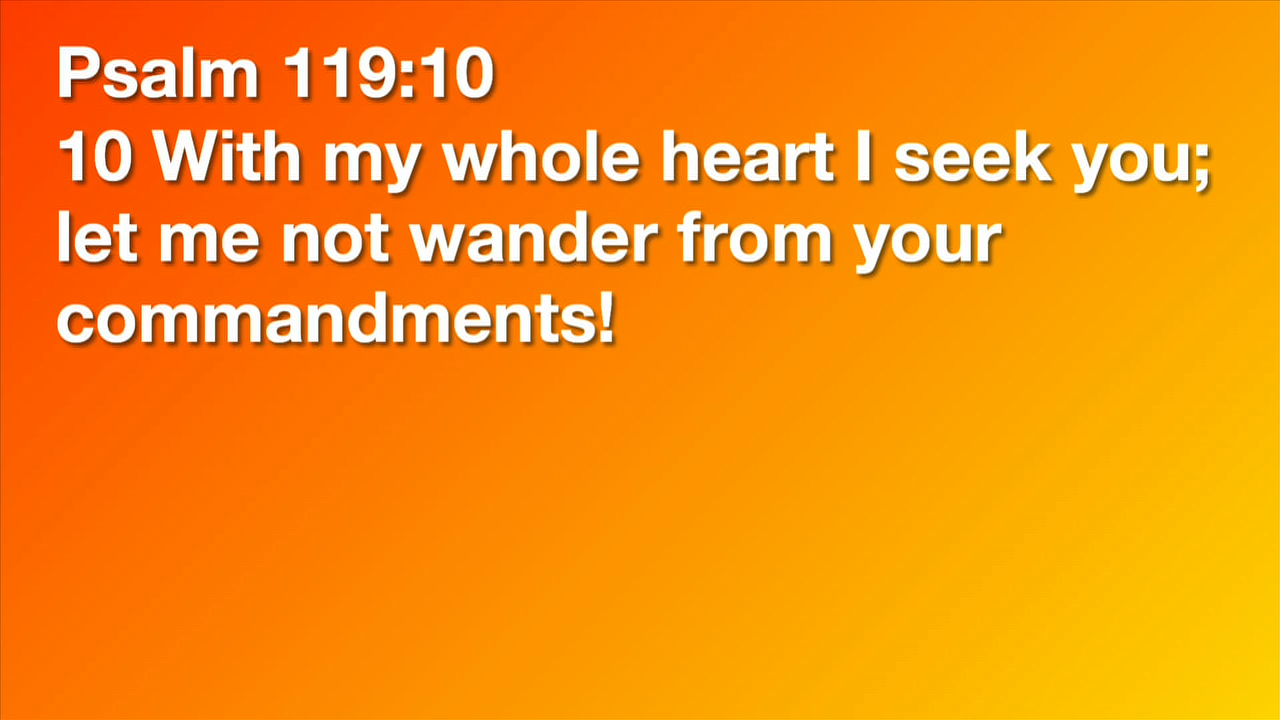 Psalm 119:10
10 With my whole heart I seek you;
let me not wander from your
commandments!